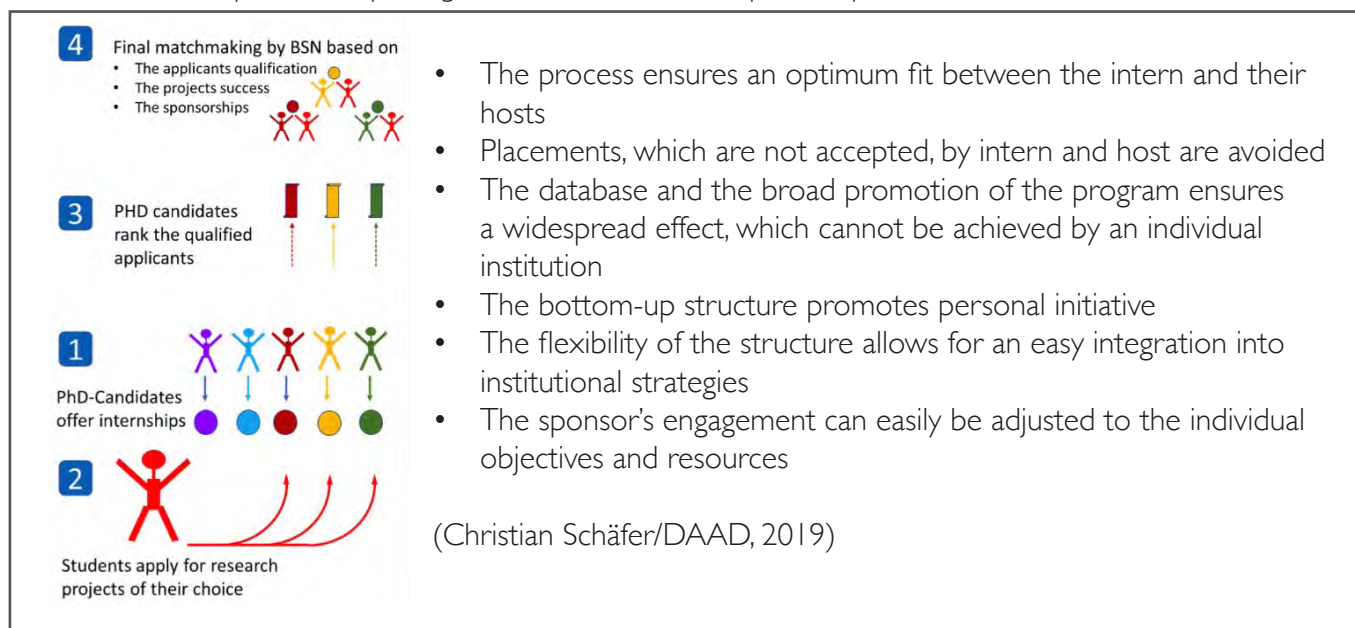 4
Final matchmaking by BSN based on
• The applicants qualification
• The projects success
• The sponsorships
3
PHD candidates
rank the qualified
applicants
1
PhD-Candidates
offer internships
2
Students apply for research
projects of their choice
• The process ensures an optimum fit between the intern and their
hosts
• Placements, which are not accepted, by intern and host are avoided
• The database and the broad promotion of the program ensures
a widespread effect, which cannot be achieved by an individual
institution
• The bottom-up structure promotes personal initiative
• The flexibility of the structure allows for an easy integration into
institutional strategies
• The sponsor's engagement can easily be adjusted to the individual
objectives and resources
(Christian Schäfer/DAAD, 2019)